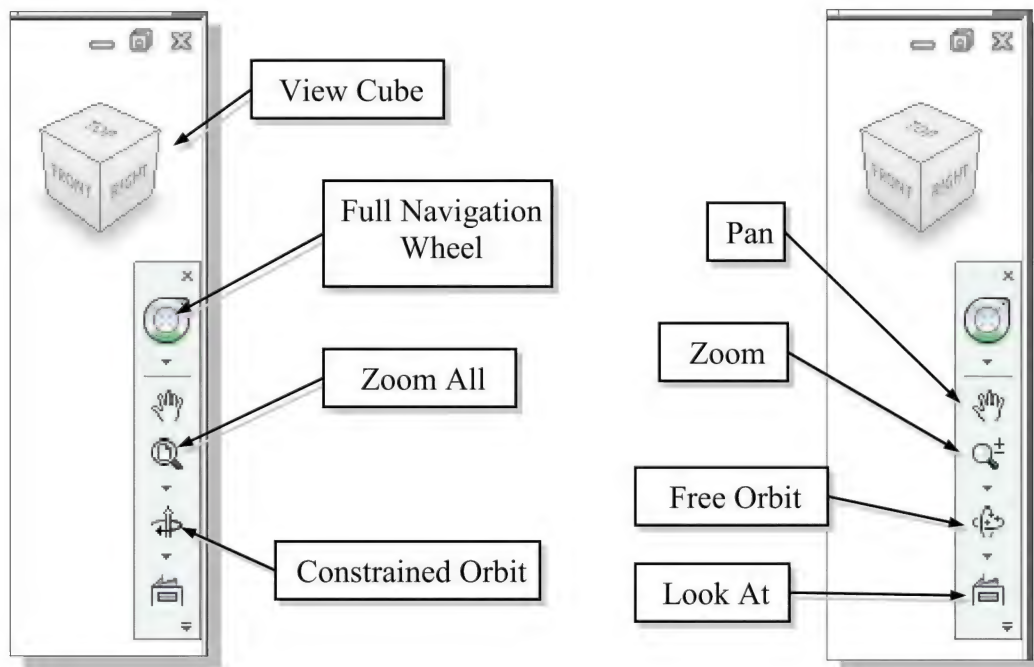 View Cube
TOP
FRONT
RIGHT
Full Navigation
Wheel
Zoom All
Constrained Orbit
TOP
FRONT
RIGHT
Pan
Zoom
Free Orbit
Look At